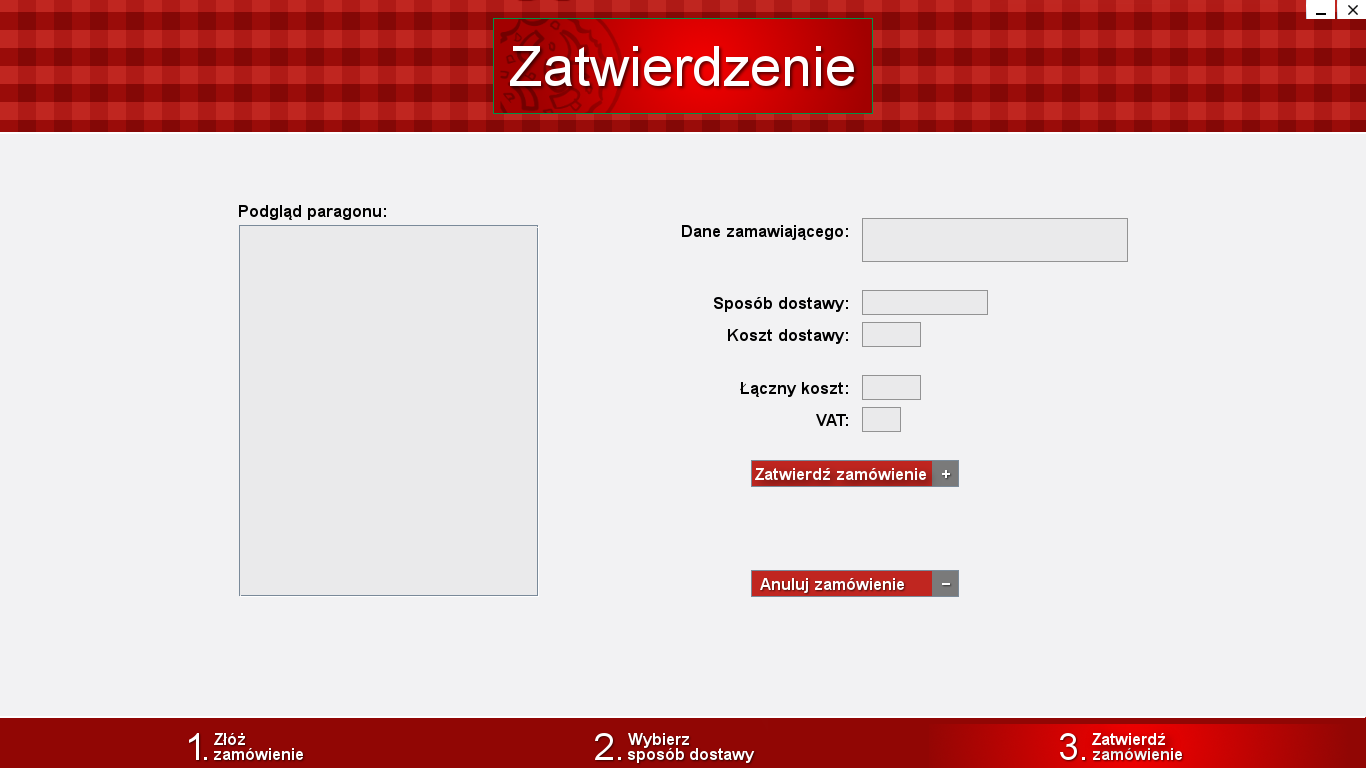 Zatwierdzenie
Podgląd paragonu:
Dane zamawiającego:
Sposób dostawy:
Koszt dostawy:
Łączny koszt:
VAT:
Zatwierdź zamówienie +
Anuluj zamówienie –
1. Złóż
zamówienie
2. Wybierz
sposób dostawy
3. Zatwierdź
zamówienie